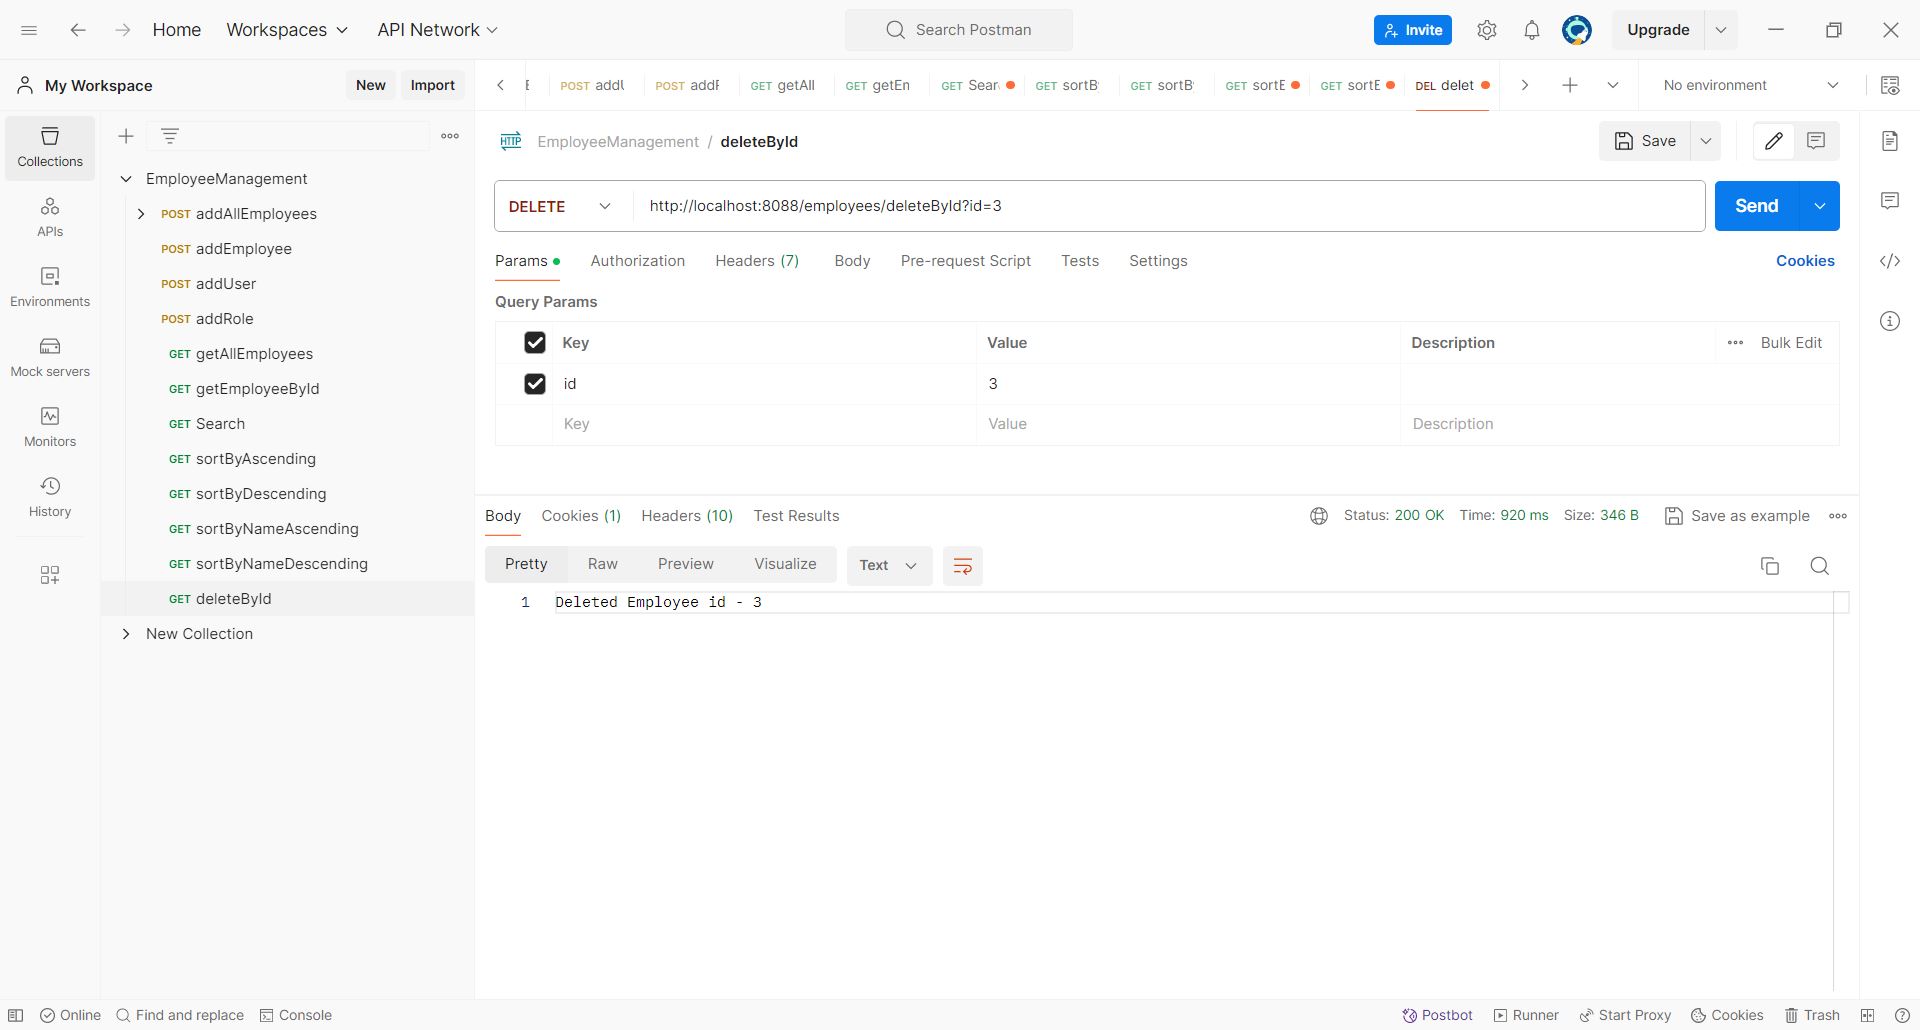 Home Workspaces API Network Search Postman Invite Upgrade
My Workspace New Import
POST addU POST addF GET getAll GET getEn GET Sear GET sortB GET sortB GET sortE GET sortE DEL delet No environment
Collections
APIs
Environments
Mock servers
Monitors
History
EmployeeManagement
POST addAllEmployees
POST addEmployee
POST addUser
POST addRole
GET getAllEmployees
GET getEmployeeById
GET Search
GET sortByAscending
GET sortByDescending
GET sortByNameAscending
GET sortByNameDescending
GET deleteById
New Collection
HTTP EmployeeManagement / deleteById Save
DELETE http://localhost:8088/employees/deleteById?id=3 Send
Params Authorization Headers (7) Body Pre-request Script Tests Settings Cookies
Query Params
Key Value Description Bulk Edit
id 3
Key Value Description
Body Cookies (1) Headers (10) Test Results Status: 200 OK Time: 920 ms Size: 346 B Save as example
Pretty Raw Preview Visualize Text
1 Deleted Employee id - 3
Online Find and replace Console Postbot Runner Start Proxy Cookies Trash